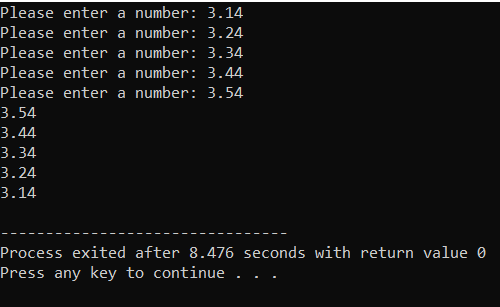 Please enter a number: 3.14
Please enter a number: 3.24
Please enter a number: 3.34
Please enter a number: 3.44
Please enter a number: 3.54
3.54
3.44
3.34
3.24
3.14
--------------------------------
Process exited after 8.476 seconds with return value 0
Press any key to continue . . .